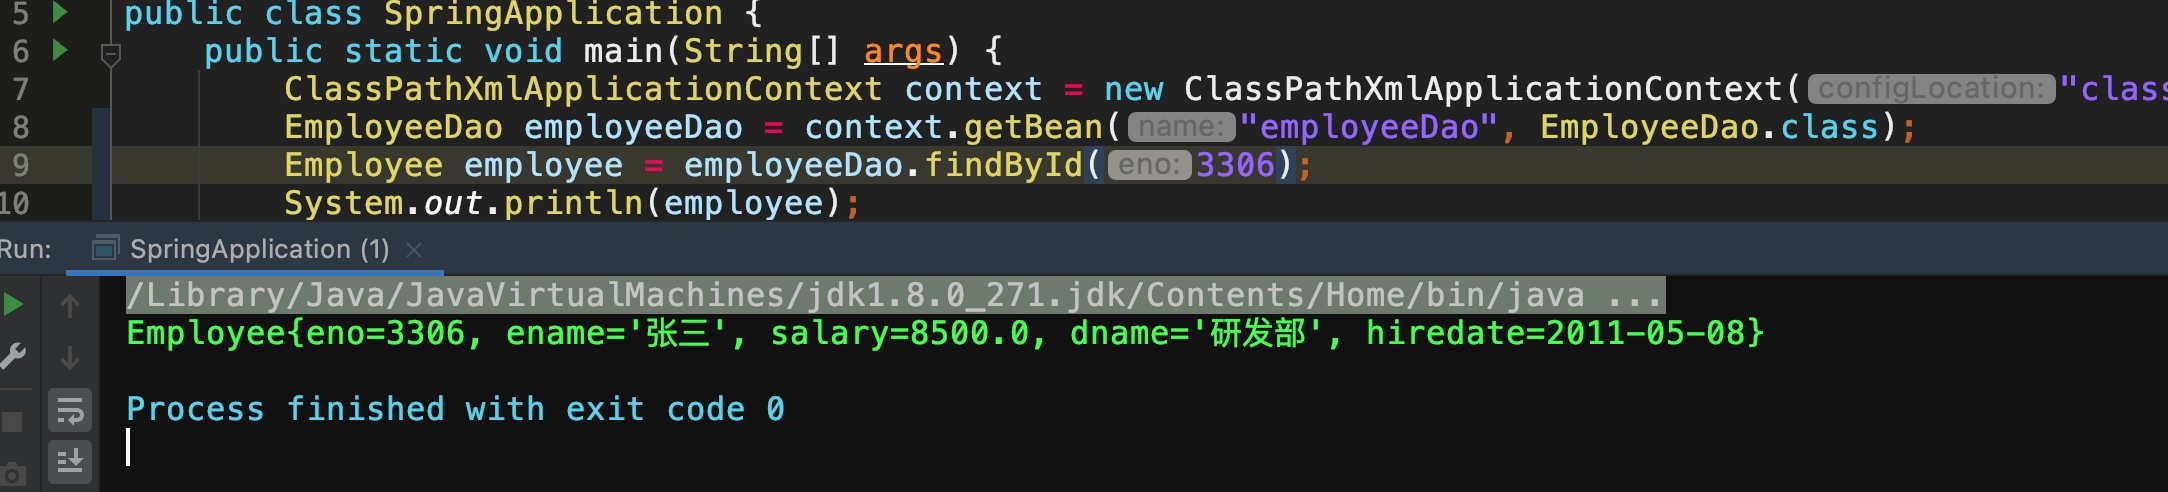 5 public class SpringApplication {
6 public static void main(String[] args) {
7 ClassPathXmlApplicationContext context = new ClassPathXmlApplicationContext( configLocation: "class
8 EmployeeDao employeeDao = context.getBean( name: "employeeDao", EmployeeDao.class);
9 Employee employee = employeeDao.findById( eno: 3306);
10 System.out.println(employee);
Run: SpringApplication (1)
/Library/Java/JavaVirtualMachines/jdk1.8.0_271.jdk/Contents/Home/bin/java ...
Employee{eno=3306, ename='张三', salary=8500.0, dname='研发部', hiredate=2011-05-08}
Process finished with exit code 0